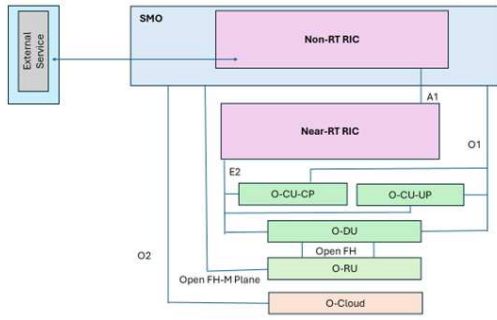 External
Service
SMO
Non-RT RIC
A1
Near-RT RIC
O1
E2
O-CU-CP
O-CU-UP
O-DU
Open FH
O2
O-RU
Open FH-M Plane
O-Cloud